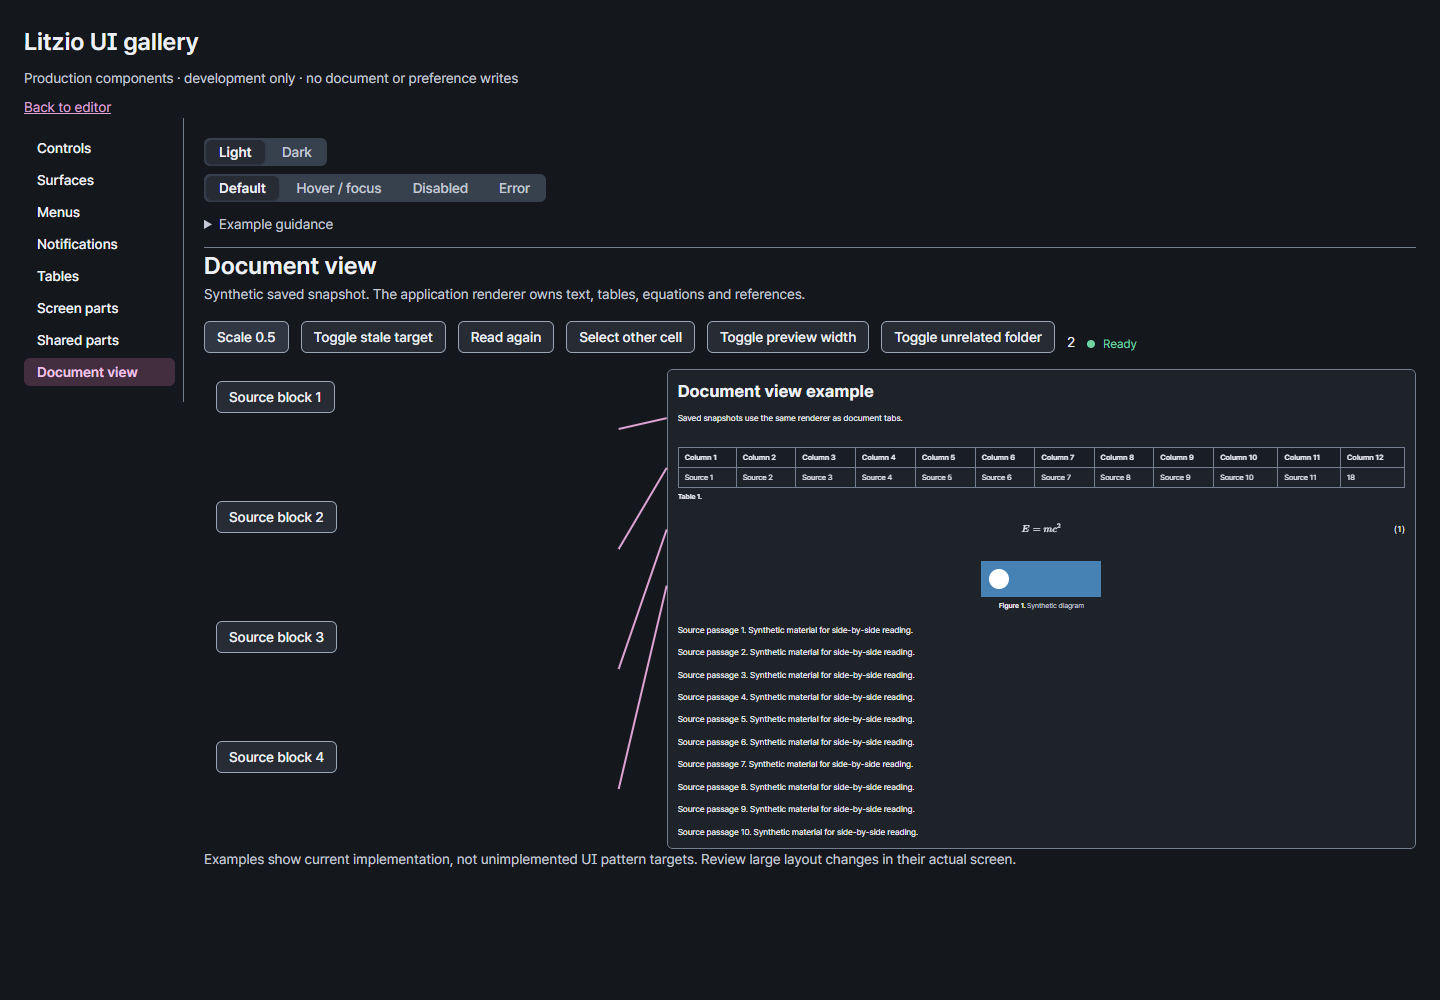 Litzio UI gallery
Production components · development only · no document or preference writes
Back to editor
Controls
Surfaces
Menus
Notifications
Tables
Screen parts
Shared parts
Document view
Light Dark
Default Hover / focus Disabled Error
▶ Example guidance
Document view
Synthetic saved snapshot. The application renderer owns text, tables, equations and references.
Scale 0.5 Toggle stale target Read again Select other cell Toggle preview width Toggle unrelated folder 2 Ready
Source block 1
Source block 2
Source block 3
Source block 4
Document view example
Saved snapshots use the same renderer as document tabs.
Column 1 Column 2 Column 3 Column 4 Column 5 Column 6 Column 7 Column 8 Column 9 Column 10 Column 11 Column 12
Source 1 Source 2 Source 3 Source 4 Source 5 Source 6 Source 7 Source 8 Source 9 Source 10 Source 11 18
Table 1.
E = mc² (1)
Figure 1. Synthetic diagram
Source passage 1. Synthetic material for side-by-side reading.
Source passage 2. Synthetic material for side-by-side reading.
Source passage 3. Synthetic material for side-by-side reading.
Source passage 4. Synthetic material for side-by-side reading.
Source passage 5. Synthetic material for side-by-side reading.
Source passage 6. Synthetic material for side-by-side reading.
Source passage 7. Synthetic material for side-by-side reading.
Source passage 8. Synthetic material for side-by-side reading.
Source passage 9. Synthetic material for side-by-side reading.
Source passage 10. Synthetic material for side-by-side reading.
Examples show current implementation, not unimplemented UI pattern targets. Review large layout changes in their actual screen.